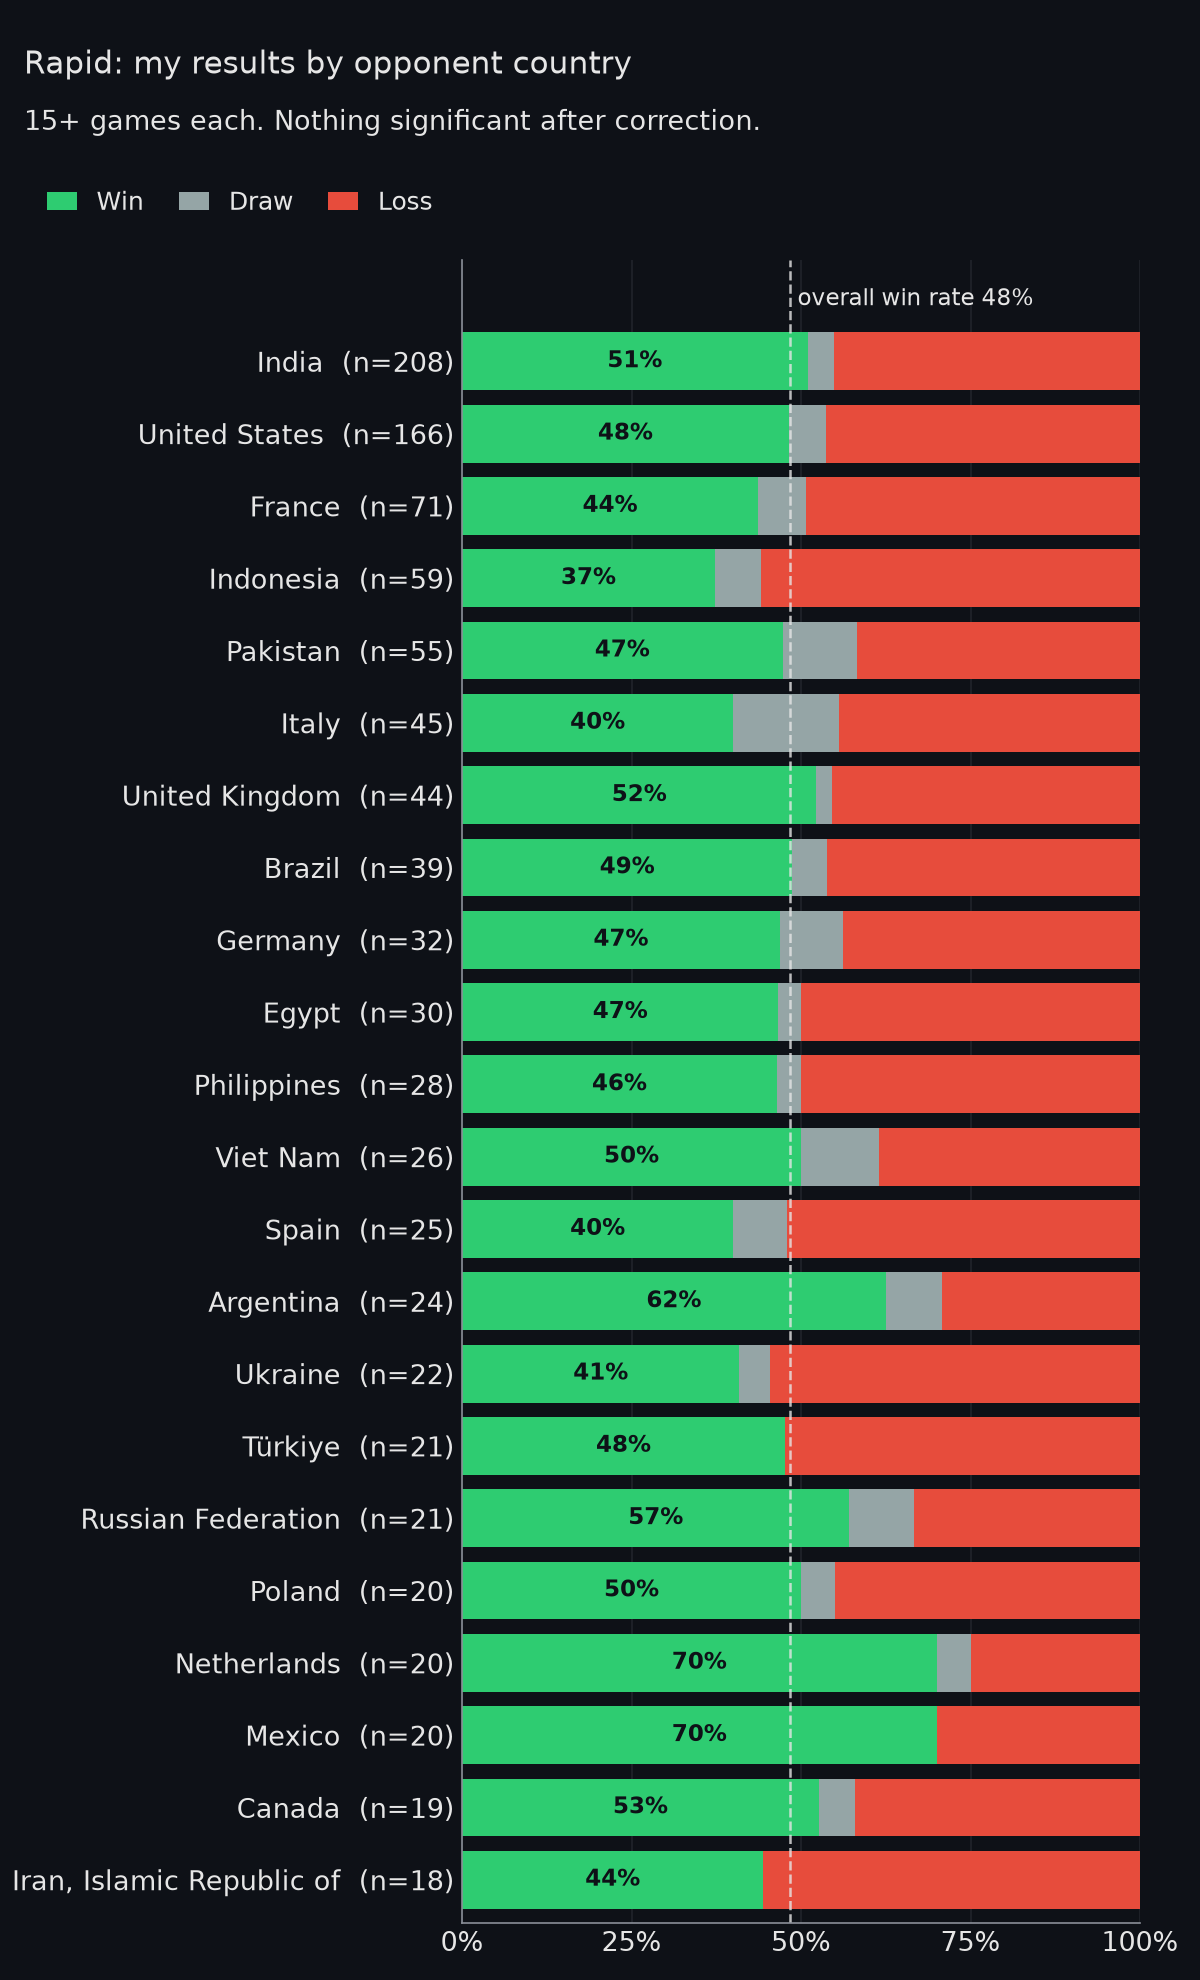 Rapid: my results by opponent country
15+ games each. Nothing significant after correction.
Win Draw Loss
overall win rate 48%
India (n=208) 51%
United States (n=166) 48%
France (n=71) 44%
Indonesia (n=59) 37%
Pakistan (n=55) 47%
Italy (n=45) 40%
United Kingdom (n=44) 52%
Brazil (n=39) 49%
Germany (n=32) 47%
Egypt (n=30) 47%
Philippines (n=28) 46%
Viet Nam (n=26) 50%
Spain (n=25) 40%
Argentina (n=24) 62%
Ukraine (n=22) 41%
Türkiye (n=21) 48%
Russian Federation (n=21) 57%
Poland (n=20) 50%
Netherlands (n=20) 70%
Mexico (n=20) 70%
Canada (n=19) 53%
Iran, Islamic Republic of (n=18) 44%
0% 25% 50% 75% 100%